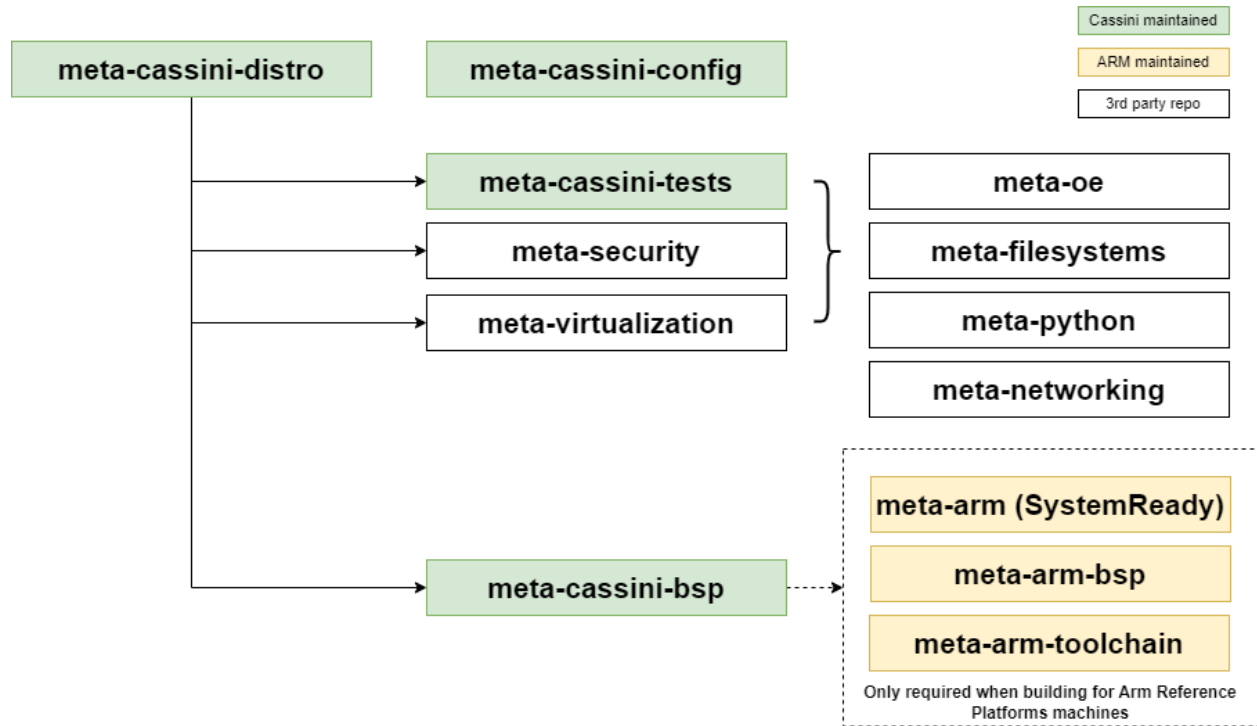 Cassini maintained
meta-cassini-distro
meta-cassini-config
ARM maintained
3rd party repo
meta-cassini-tests
meta-oe
meta-security
meta-filesystems
meta-virtualization
meta-python
meta-networking
meta-arm (SystemReady)
meta-cassini-bsp
meta-arm-bsp
meta-arm-toolchain
Only required when building for Arm Reference
Platforms machines